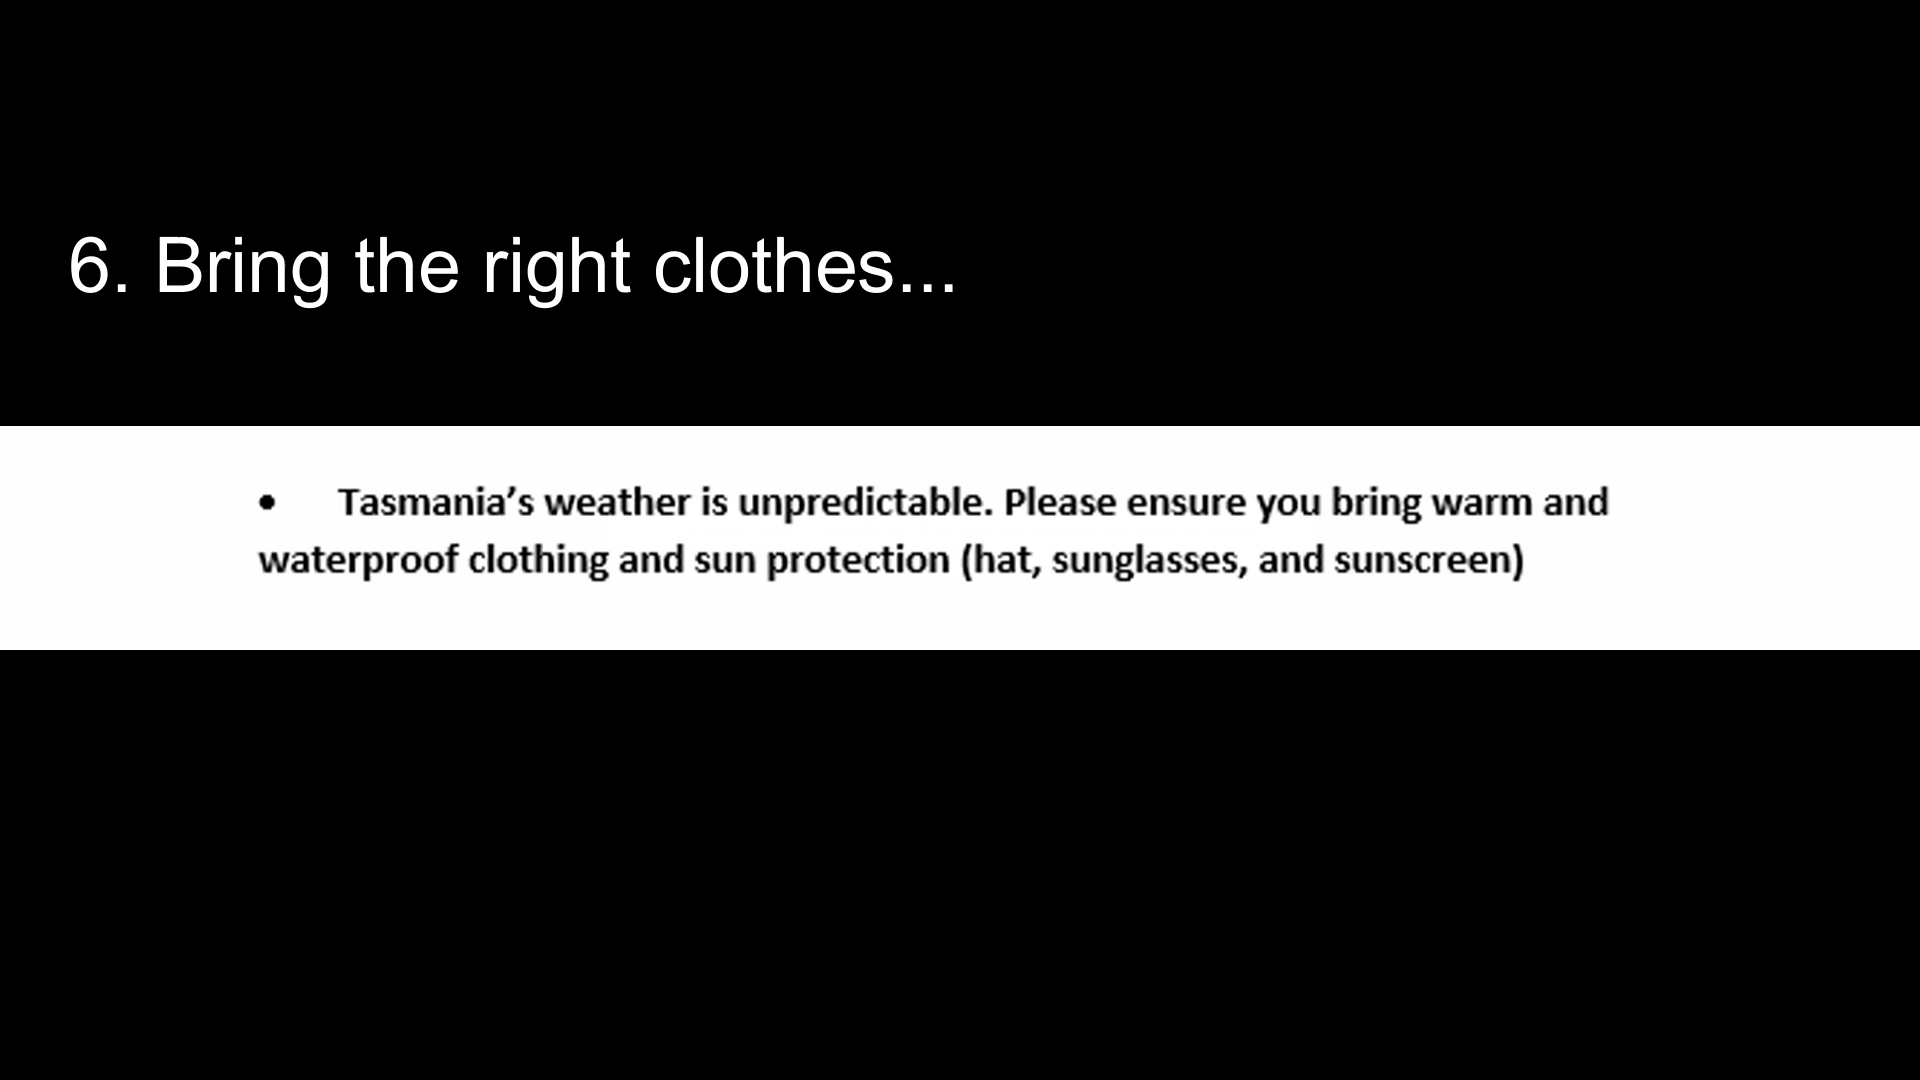 6. Bring the right clothes...
• Tasmania’s weather is unpredictable. Please ensure you bring warm and
waterproof clothing and sun protection (hat, sunglasses, and sunscreen)